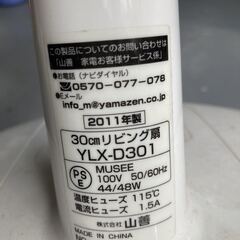 この製品についてのお問い合わせは
「山善 家電お客様サービス係」
●お電話（ナビダイヤル）
0570-077-078
●Eメール
info_m@yamazen.co.jp
2011年製
30cmリビング扇
YLX-D301
PSE
MUSEE
100V 50/60Hz
44/48W
温度ヒューズ 115℃
電流ヒューズ 1.5A
株式会社 山善
MADE IN CHINA
NO.